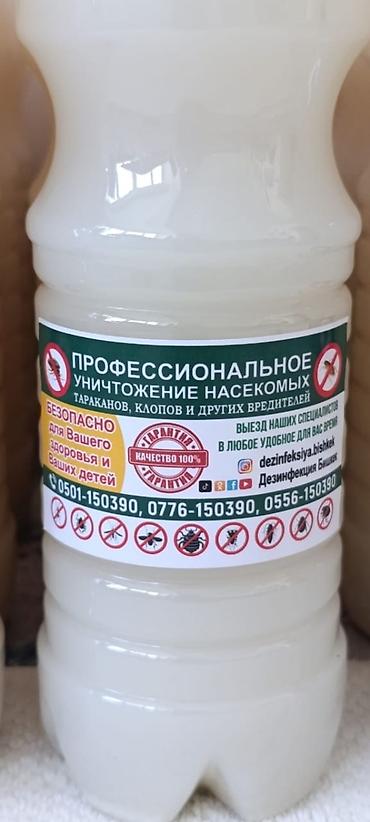 ПРОФЕССИОНАЛЬНОЕ
УНИЧТОЖЕНИЕ НАСЕКОМЫХ
ТАРАКАНОВ, КЛОПОВ И ДРУГИХ ВРЕДИТЕЛЕЙ
БЕЗОПАСНО
для Вашего
здоровья и
Ваших детей
ГАРАНТИЯ
КАЧЕСТВО 100%
ГАРАНТИЯ
ВЫЕЗД НАШИХ СПЕЦИАЛИСТОВ
В ЛЮБОЕ УДОБНОЕ ДЛЯ ВАС ВРЕМЯ
dezinfeksiya.bishkek
Дезинфекция Бишкек
0501-150390, 0776-150390, 0556-150390